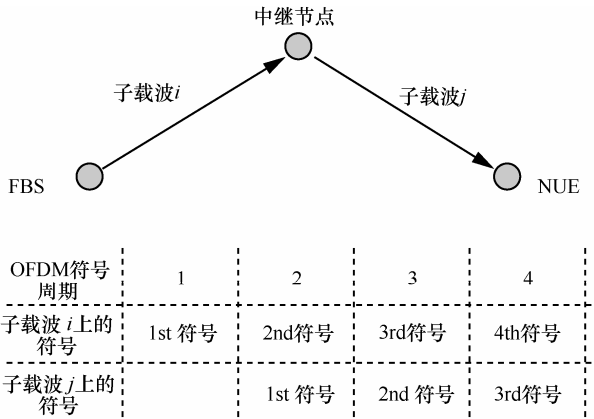 中继节点
子载波i
子载波j
FBS
NUE
OFDM符号
周期
1
2
3
4
子载波 i上的
符号
1st 符号
2nd符号
3rd符号
4th符号
子载波 j上的
符号
1st 符号
2nd 符号
3rd符号